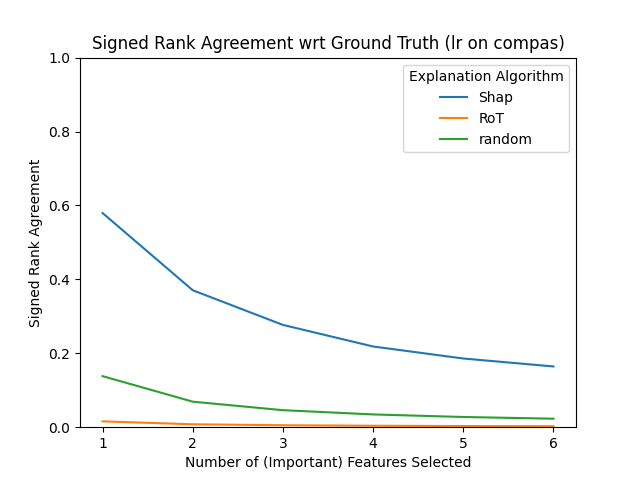 Signed Rank Agreement wrt Ground Truth (lr on compas)
1.0
0.8
0.6
0.4
0.2
0.0
Signed Rank Agreement
Explanation Algorithm
Shap
RoT
random
1 2 3 4 5 6
Number of (Important) Features Selected